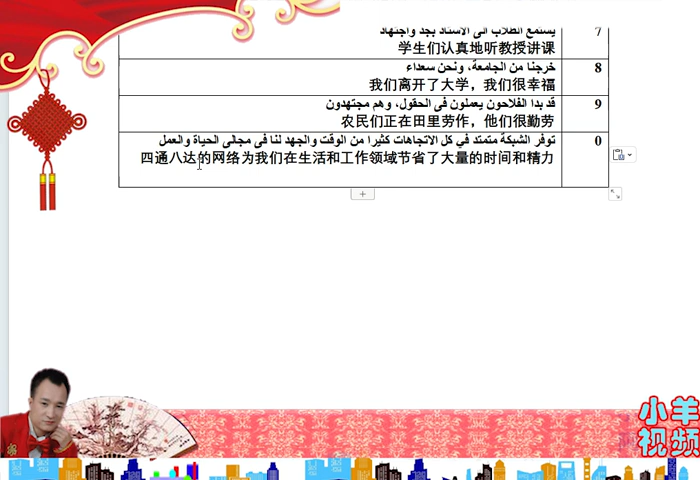 7 يستمع الطلاب الى الأستاذ بجد واجتهاد
学生们认真地听教授讲课
8 خرجنا من الجامعة، ونحن سعداء
我们离开了大学，我们很幸福
9 قد بدا الفلاحون يعملون فى الحقول، وهم مجتهدون
农民们正在田里劳作，他们很勤劳
0 توفر الشبكة متمتد في كل الاتجاهات كثيرا من الوقت والجهد لنا فى مجالى الحياة والعمل
四通八达的网络为我们在生活和工作领域节省了大量的时间和精力
小羊
视频